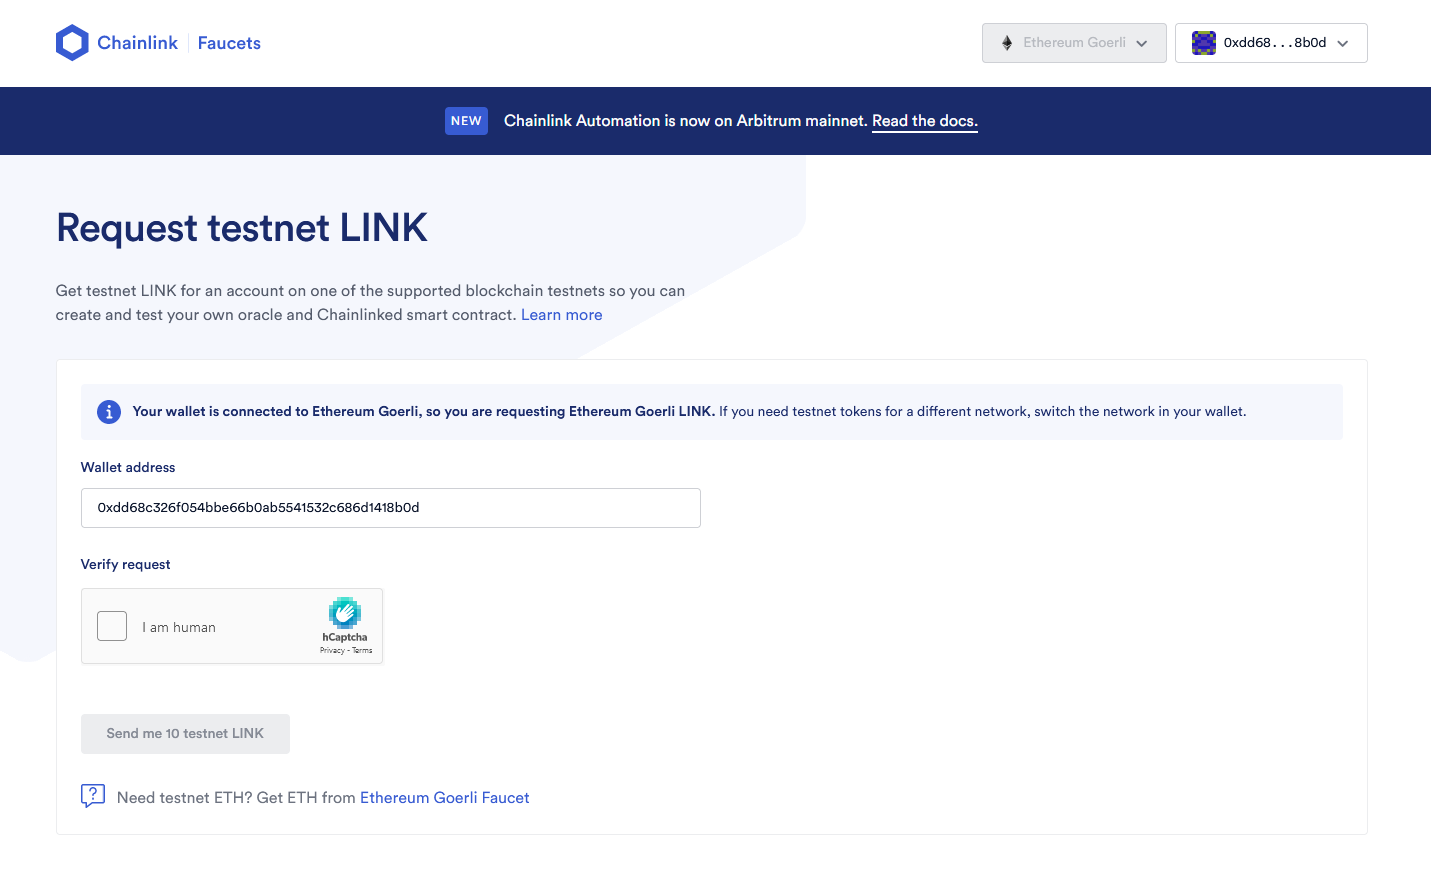 Chainlink Faucets
Ethereum Goerli
0xdd68...8b0d
NEW Chainlink Automation is now on Arbitrum mainnet. Read the docs.
Request testnet LINK
Get testnet LINK for an account on one of the supported blockchain testnets so you can
create and test your own oracle and Chainlinked smart contract. Learn more
Your wallet is connected to Ethereum Goerli, so you are requesting Ethereum Goerli LINK. If you need testnet tokens for a different network, switch the network in your wallet.
Wallet address
0xdd68c326f054bbe66b0ab5541532c686d1418b0d
Verify request
I am human
hCaptcha
Privacy - Terms
Send me 10 testnet LINK
Need testnet ETH? Get ETH from Ethereum Goerli Faucet